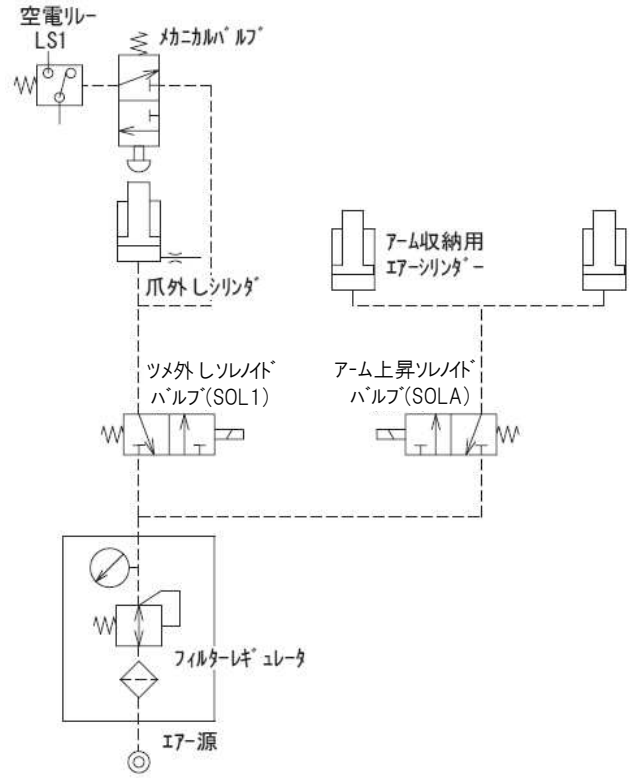 空電リレー
LS1
メカニカルバルブ
爪外しシリンダ
アーム収納用
エアーシリンダー
ツメ外しソレノイド
バルブ(SOL1)
アーム上昇ソレノイド
バルブ(SOLA)
フィルターレギュレータ
エアー源